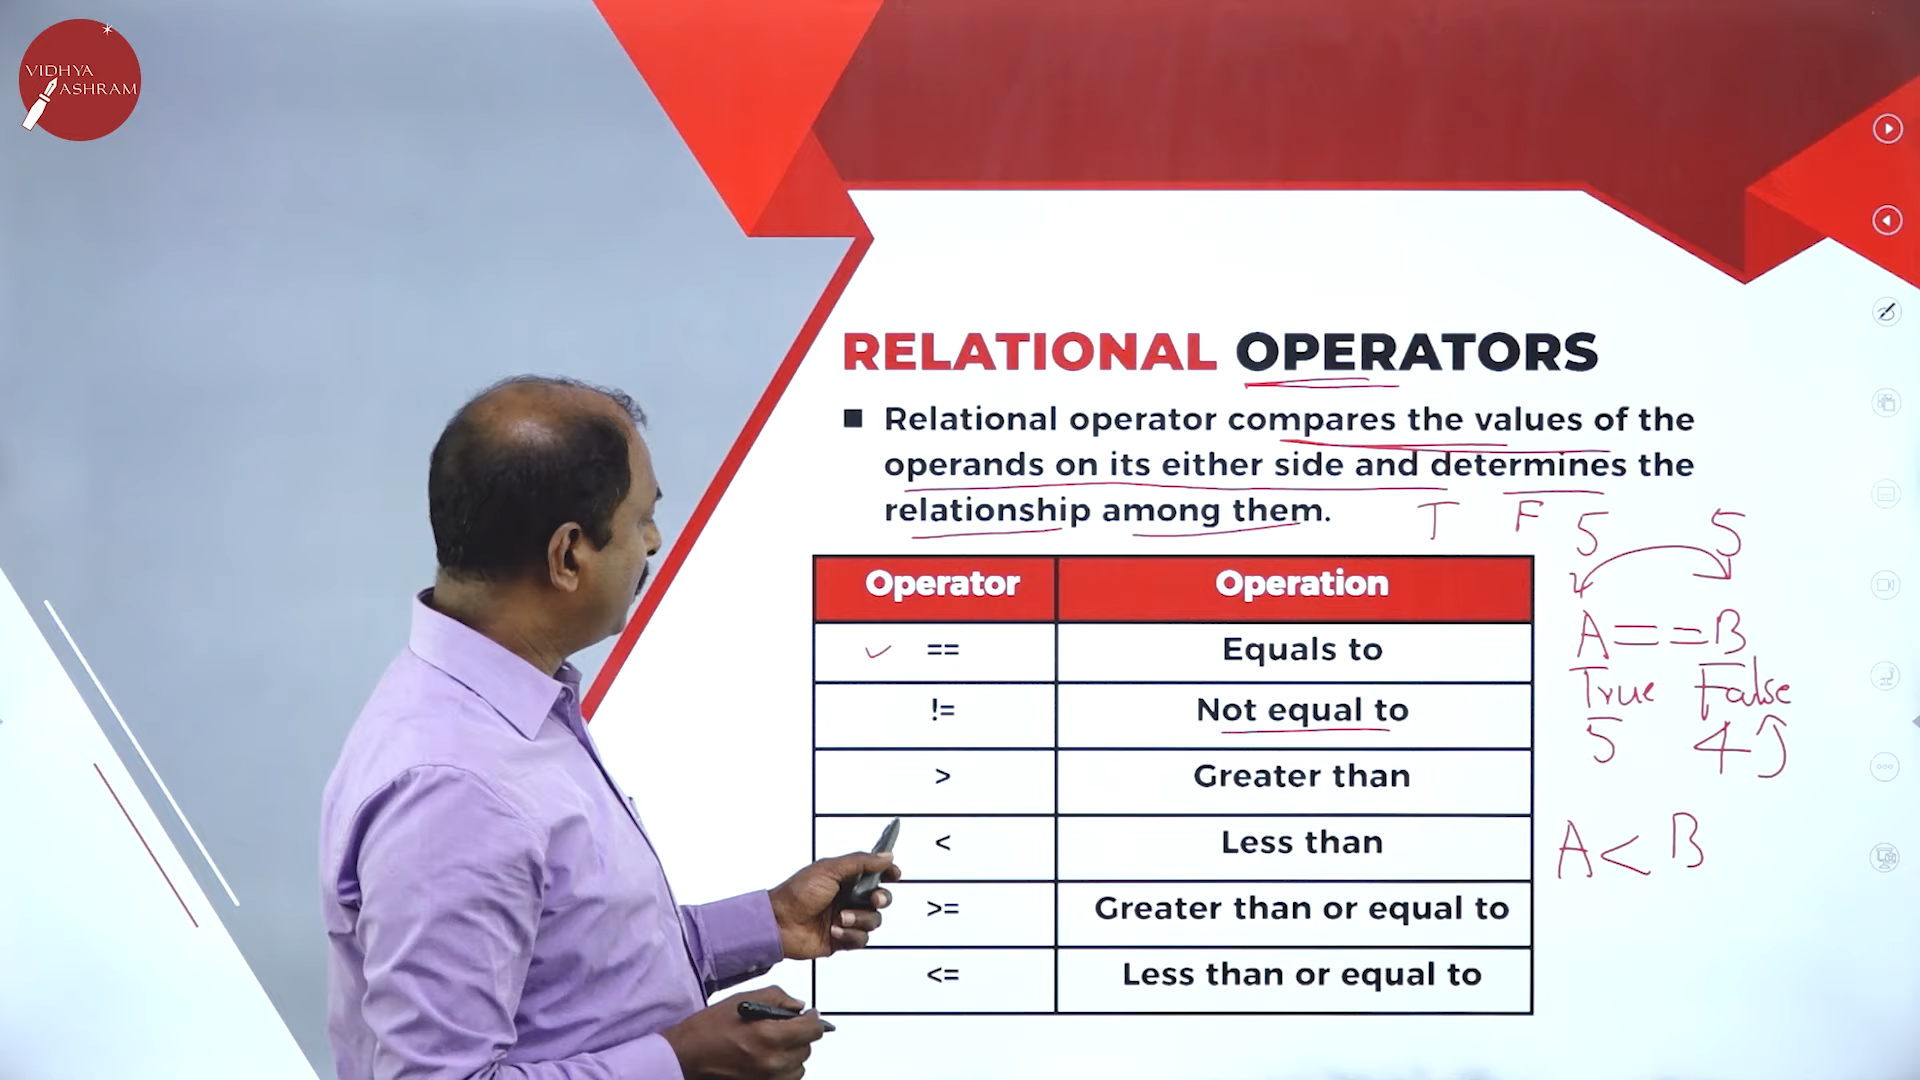 VIDHYA
ASHRAM
RELATIONAL OPERATORS
■ Relational operator compares the values of the
operands on its either side and determines the
relationship among them.
T F 5 5
Operator Operation
== Equals to
A == B
True False
!= Not equal to
5 4
> Greater than
< Less than
A < B
>= Greater than or equal to
<= Less than or equal to